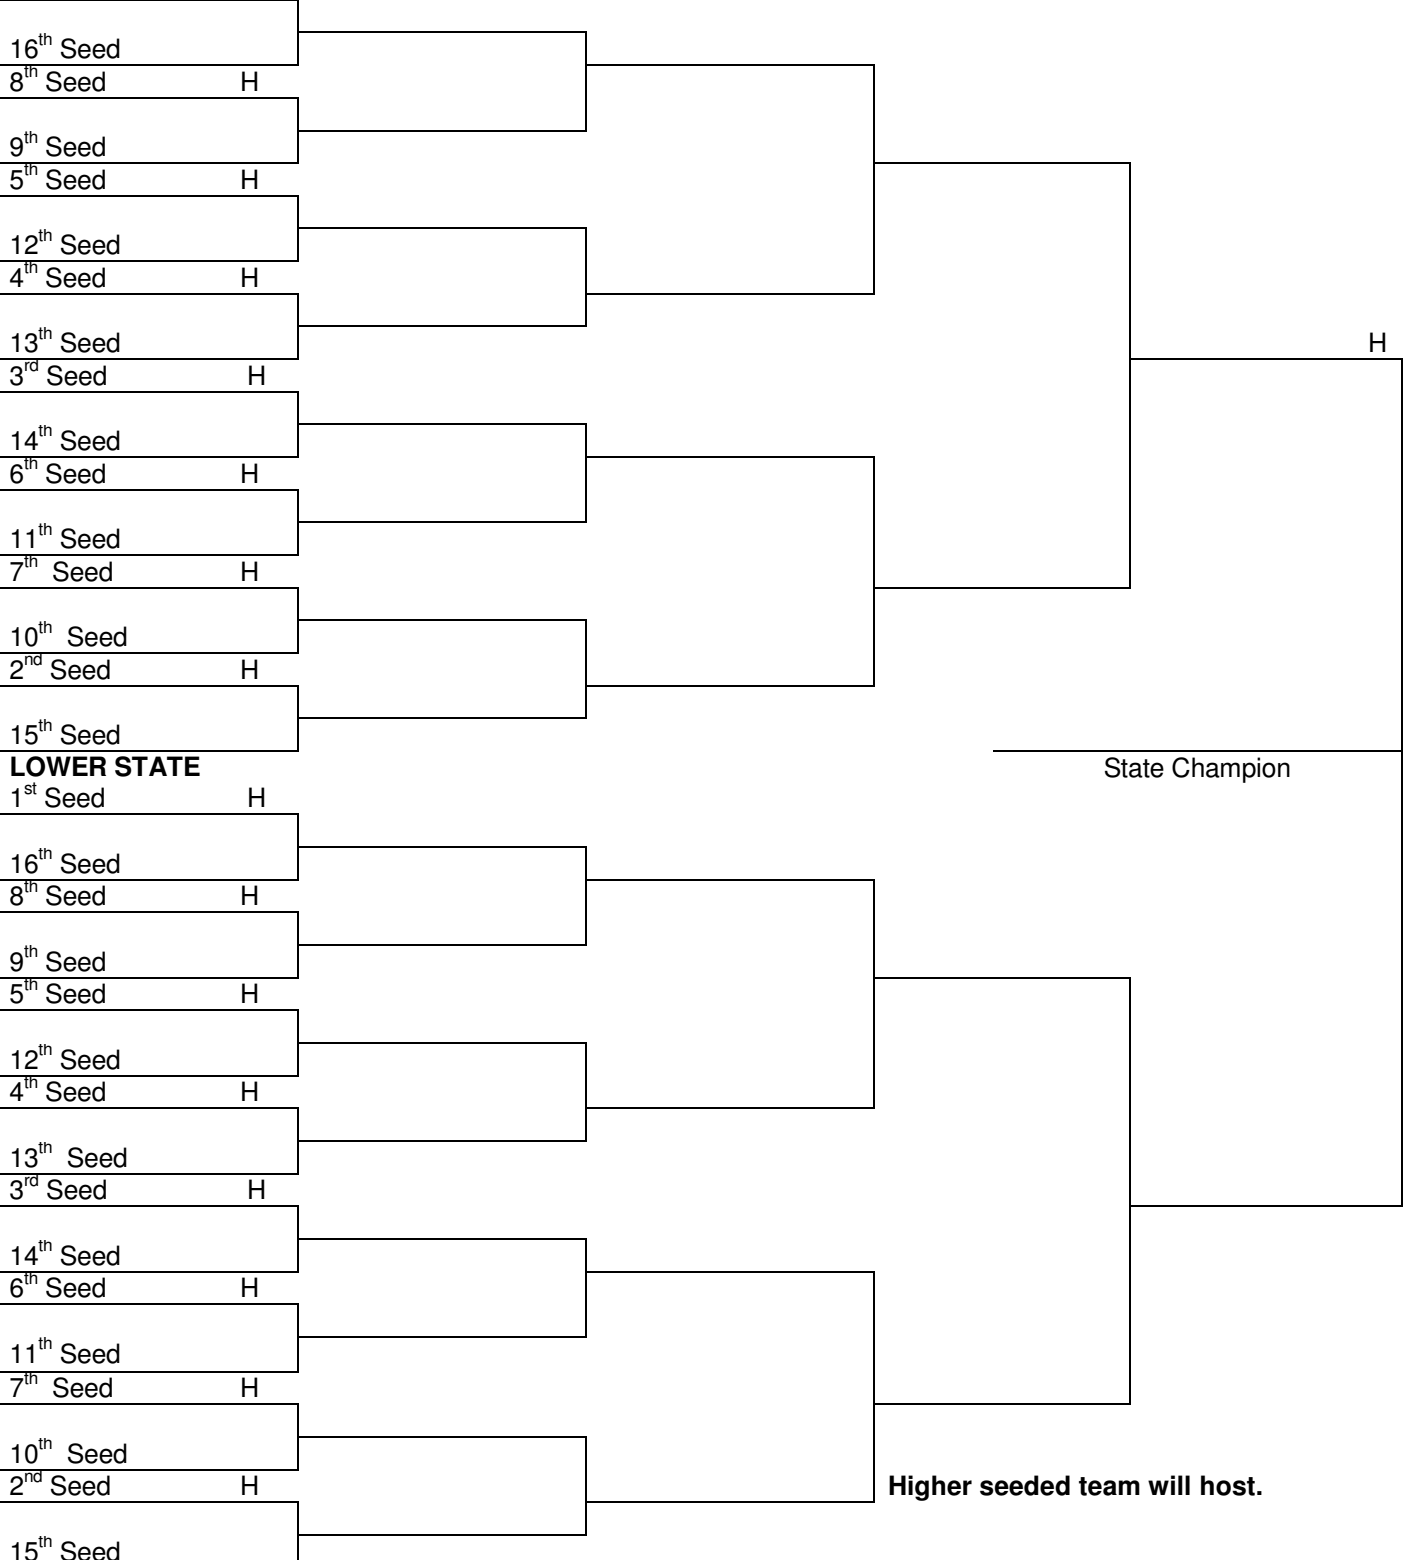 16th Seed
8th Seed H
9th Seed
5th Seed H
12th Seed
4th Seed H
13th Seed
H
3rd Seed H
14th Seed
6th Seed H
11th Seed
7th Seed H
10th Seed
2nd Seed H
15th Seed
LOWER STATE
State Champion
1st Seed H
16th Seed
8th Seed H
9th Seed
5th Seed H
12th Seed
4th Seed H
13th Seed
3rd Seed H
14th Seed
6th Seed H
11th Seed
7th Seed H
10th Seed
2nd Seed H
Higher seeded team will host.
15th Seed